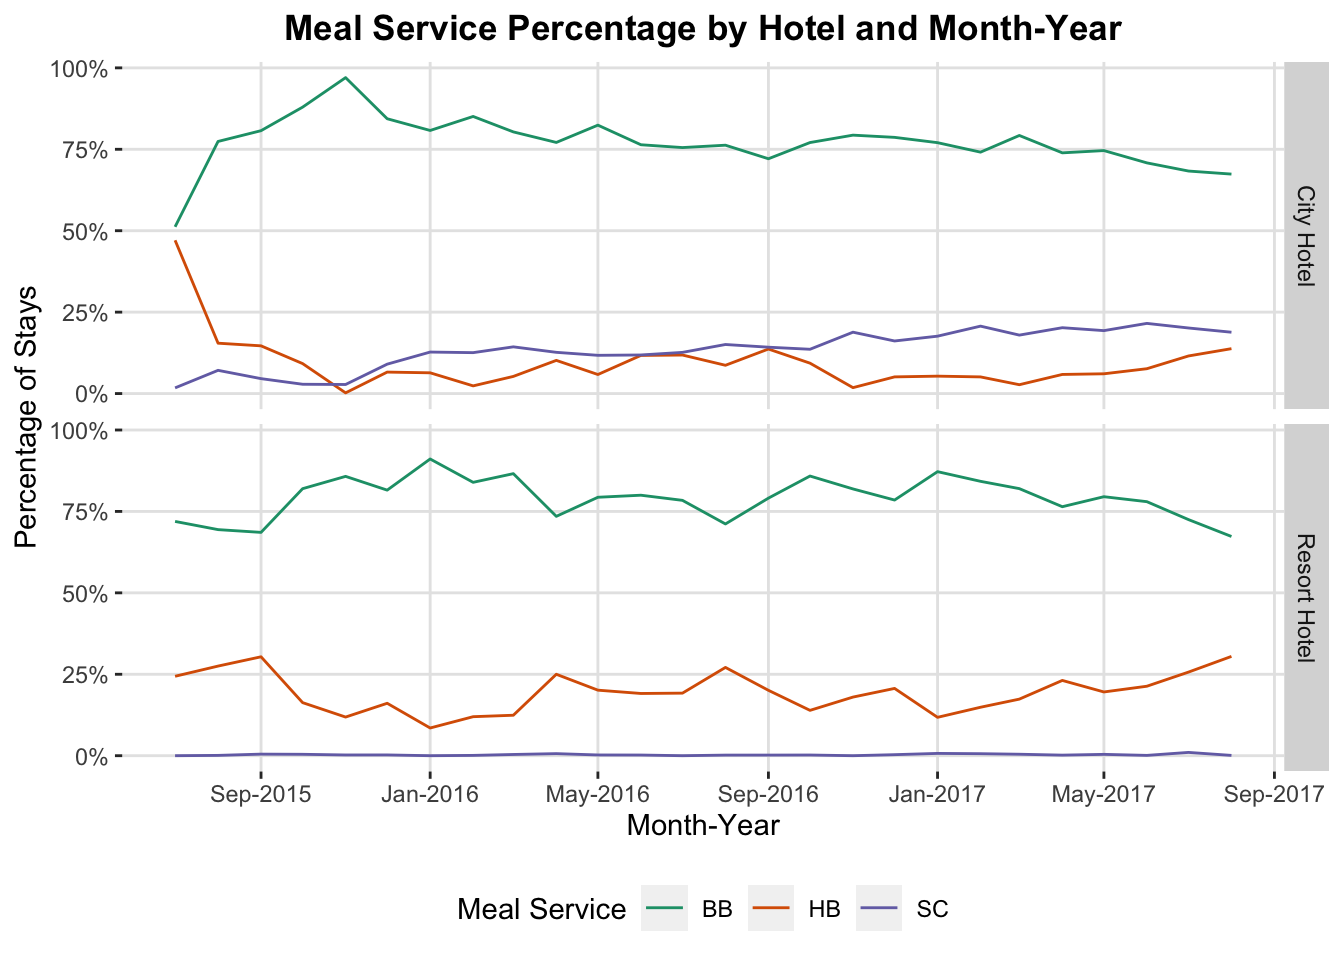 Meal Service Percentage by Hotel and Month-Year
Percentage of Stays
100%
75%
50%
25%
0%
City Hotel
100%
75%
50%
25%
0%
Resort Hotel
Sep-2015 Jan-2016 May-2016 Sep-2016 Jan-2017 May-2017 Sep-2017
Month-Year
Meal Service BB HB SC